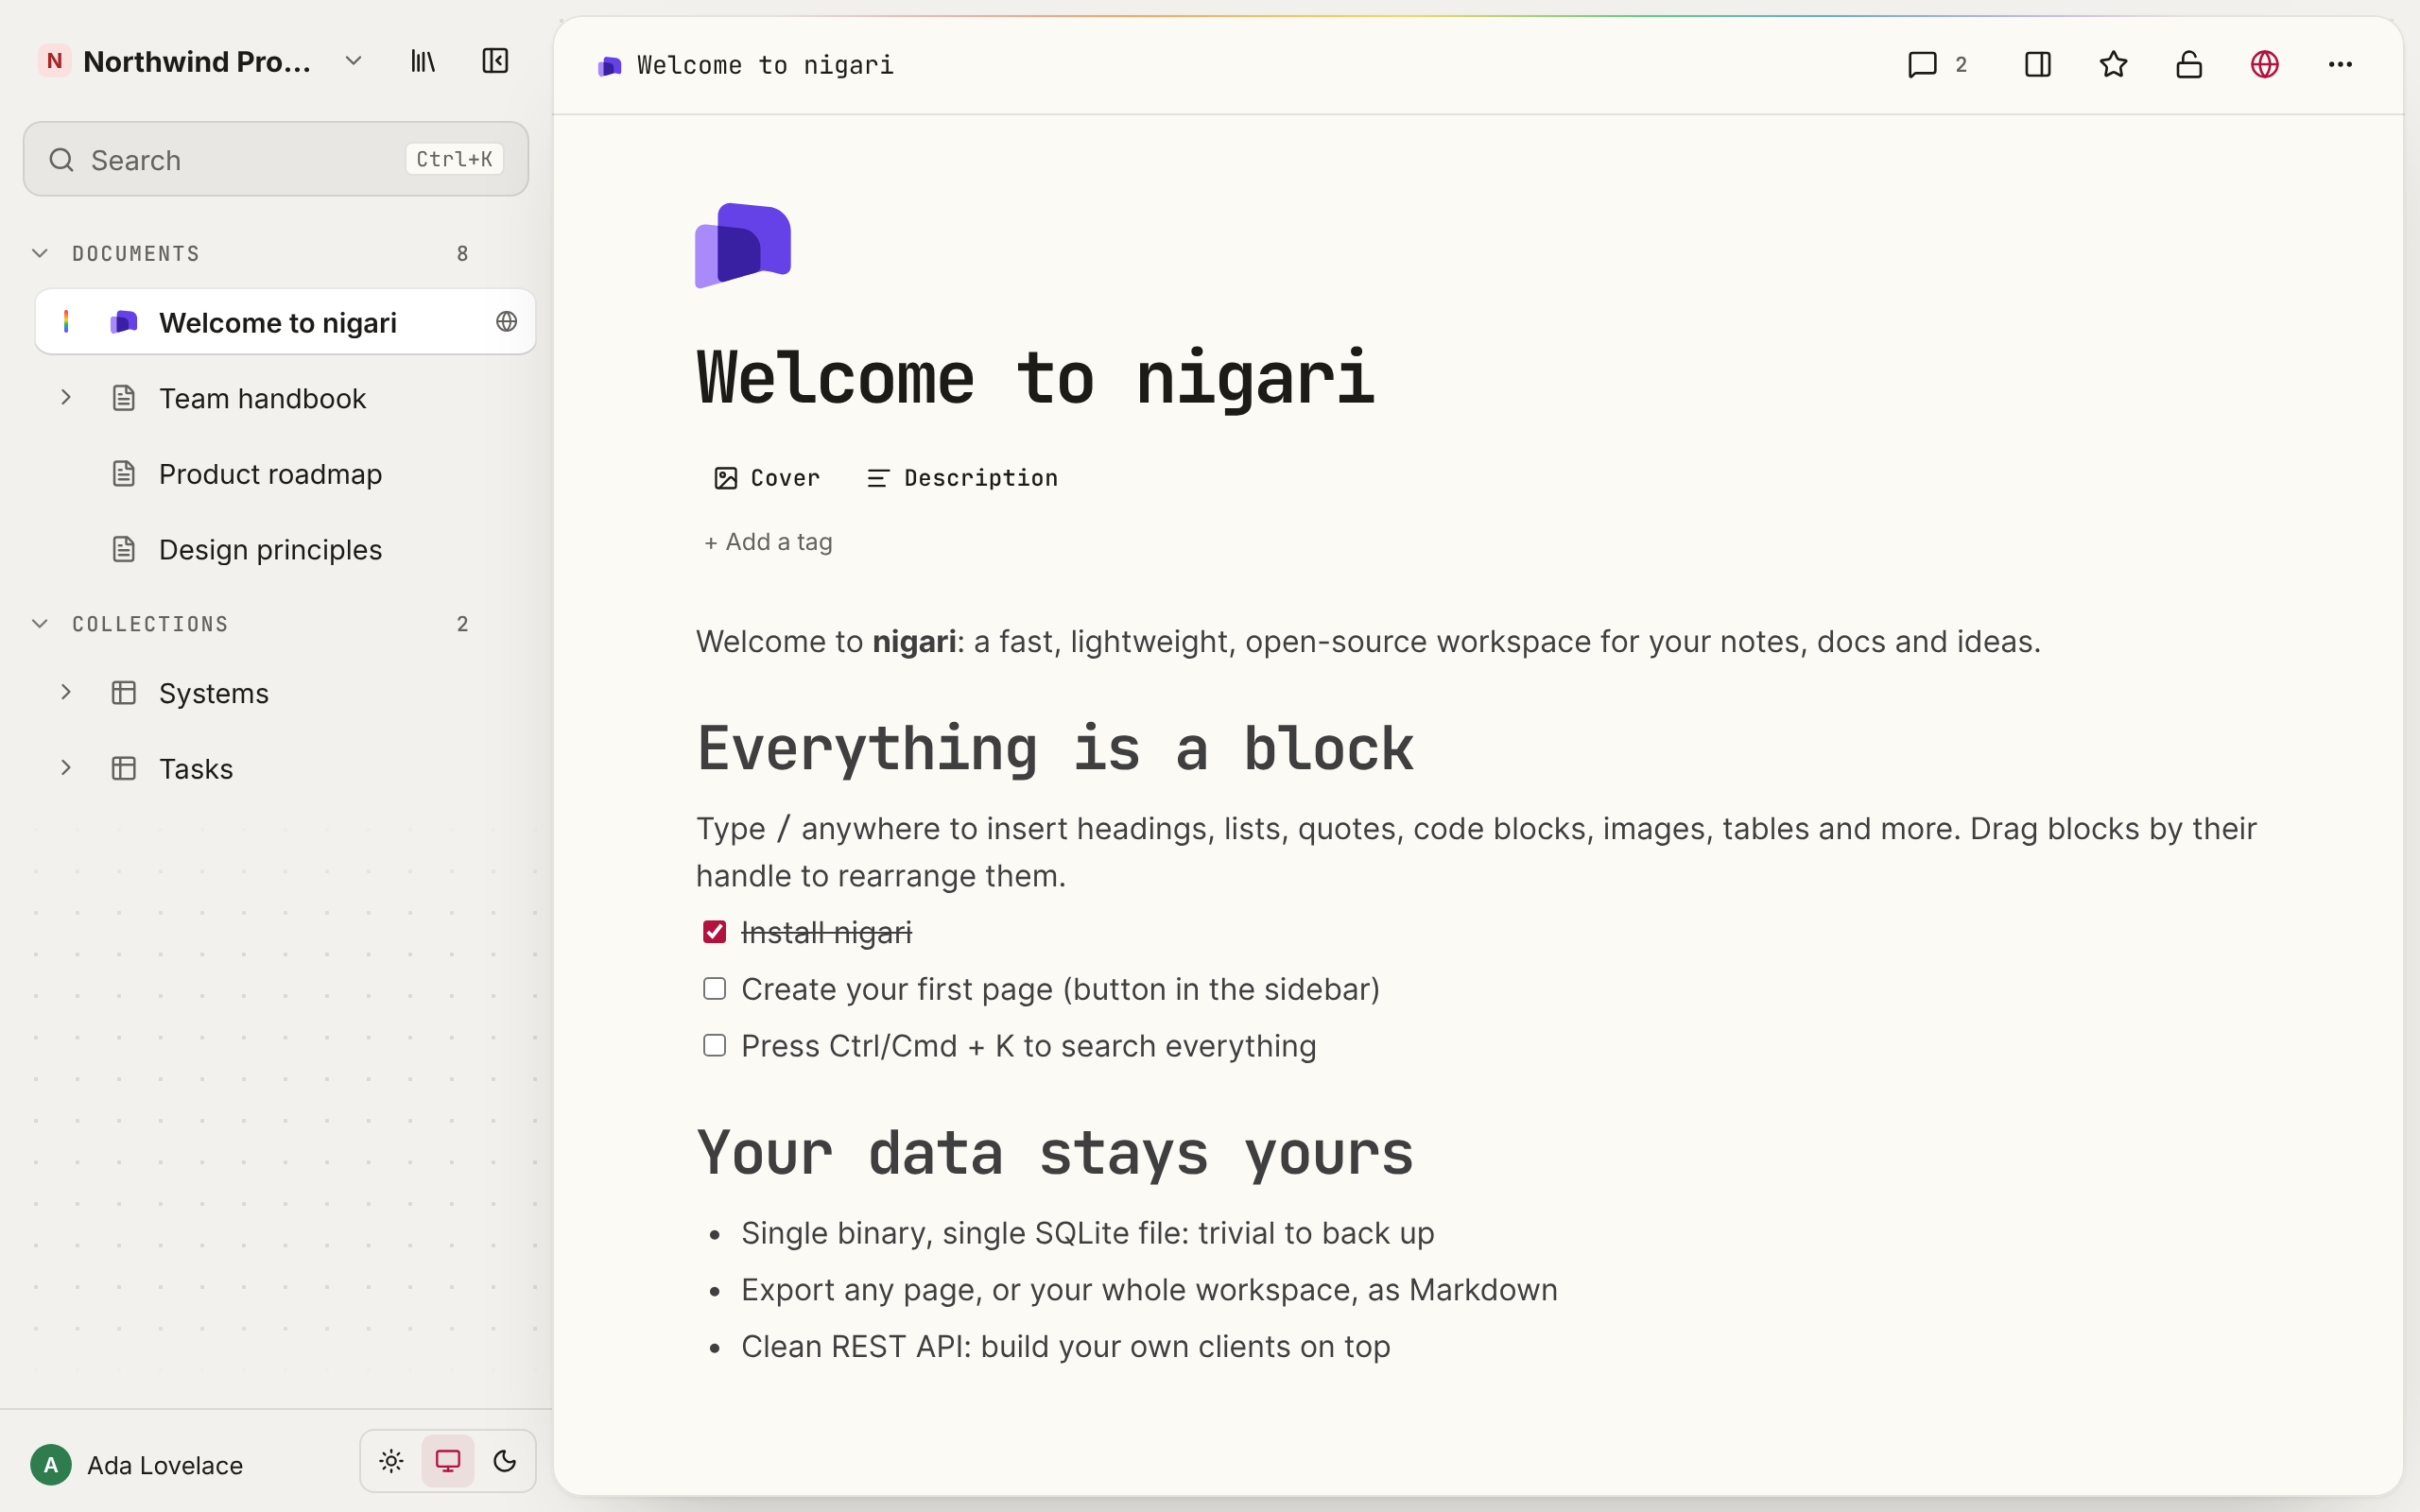 N Northwind Pro...
Search Ctrl+K
DOCUMENTS 8
Welcome to nigari
Team handbook
Product roadmap
Design principles
COLLECTIONS 2
Systems
Tasks
A Ada Lovelace
Welcome to nigari 2
Welcome to nigari
Cover Description
+ Add a tag
Welcome to nigari: a fast, lightweight, open-source workspace for your notes, docs and ideas.
Everything is a block
Type / anywhere to insert headings, lists, quotes, code blocks, images, tables and more. Drag blocks by their
handle to rearrange them.
Install nigari
Create your first page (button in the sidebar)
Press Ctrl/Cmd + K to search everything
Your data stays yours
• Single binary, single SQLite file: trivial to back up
• Export any page, or your whole workspace, as Markdown
• Clean REST API: build your own clients on top